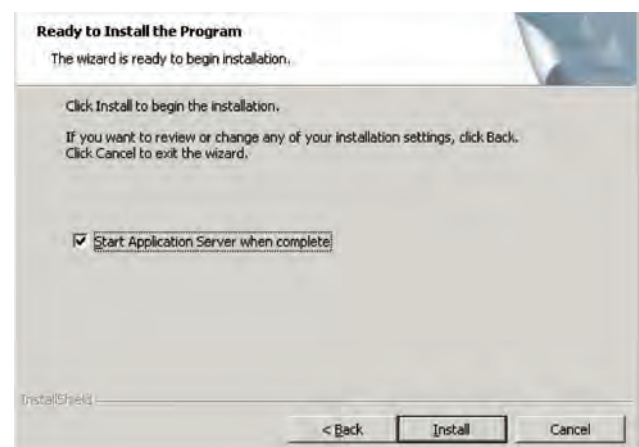 Ready to Install the Program
The wizard is ready to begin installation.
Click Install to begin the installation.
If you want to review or change any of your installation settings, click Back.
Click Cancel to exit the wizard.
Start Application Server when complete
InstallShield
< Back
Install
Cancel